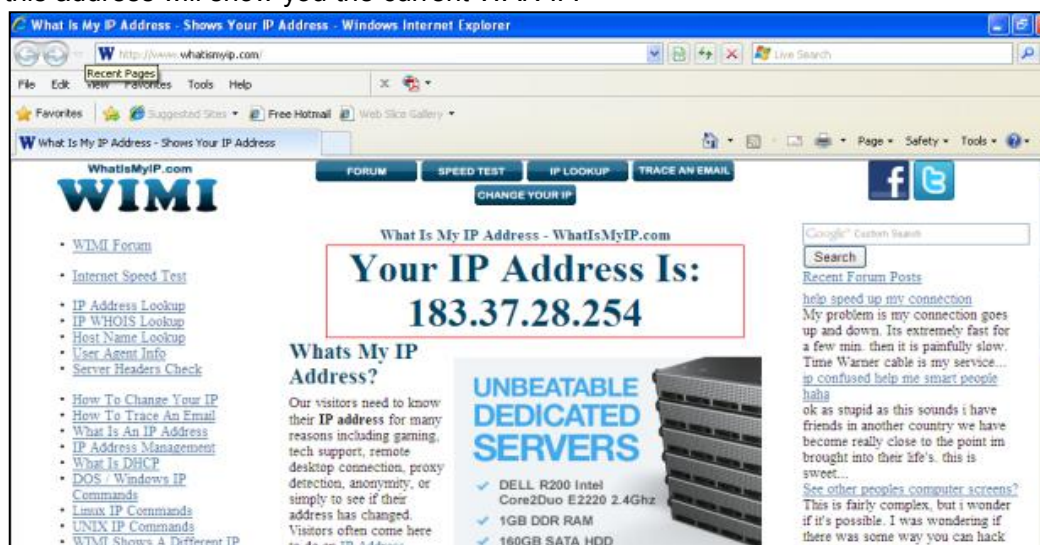 What Is My IP Address - Shows Your IP Address - Windows Internet Explorer
http://www.whatismyip.com/
Live Search
Recent Pages
File Edit View Favorites Tools Help
Favorites Suggested Sites Free Hotmail Web Slice Gallery
What Is My IP Address - Shows Your IP Address
Page Safety Tools
WhatIsMyIP.com
WIMI
FORUM SPEED TEST IP LOOKUP TRACE AN EMAIL
CHANGE YOUR IP
WIMI Forum
Internet Speed Test
IP Address Lookup
IP WHOIS Lookup
Host Name Lookup
User Agent Info
Server Headers Check
How To Change Your IP
How To Trace An Email
What Is An IP Address
IP Address Management
What Is DHCP
DOS / Windows IP
Commands
Linux IP Commands
UNIX IP Commands
WIMI Shows A Different IP
What Is My IP Address - WhatIsMyIP.com
Your IP Address Is:
183.37.28.254
Whats My IP
Address?
Our visitors need to know
their IP address for many
reasons including gaming,
tech support, remote
desktop connection, proxy
detection, anonymity, or
simply to see if their
address has changed.
Visitors often come here
UNBEATABLE
DEDICATED
SERVERS
DELL R200 Intel
Core2Duo E2220 2.4Ghz
1GB DDR RAM
160GB SATA HDD
Google Custom Search
Search
Recent Forum Posts
help speed up my connection
My problem is my connection goes
up and down. Its extremely fast for
a few min. then it is painfully slow.
Time Warner cable is my service...
ip confused help me smart people
haha
ok as stupid as this sounds i have
friends in another country we have
become really close to the point im
brought into their life's. this is
sweet...
See other peoples computer screens?
This is fairly complex, but i wonder
if it's possible. I was wondering if
there was some way you can hack